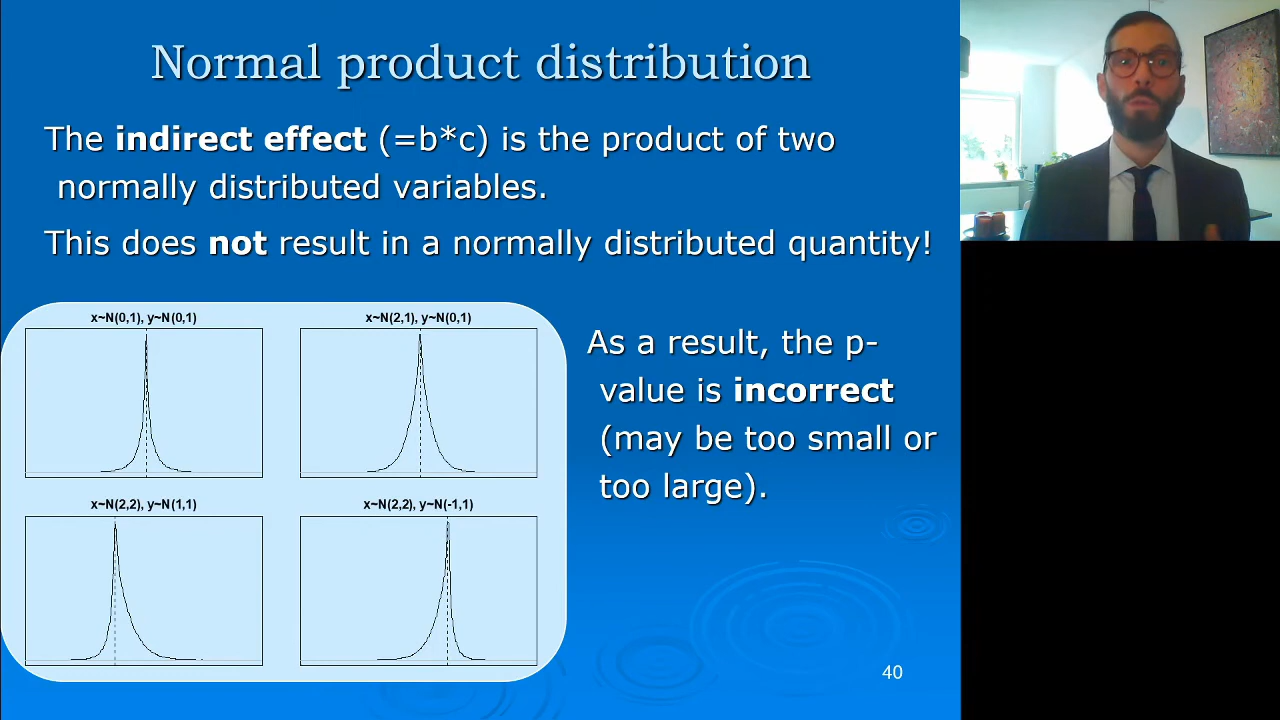 Normal product distribution
The indirect effect (=b*c) is the product of two
normally distributed variables.
This does not result in a normally distributed quantity!
x~N(0,1), y~N(0,1)
x~N(2,1), y~N(0,1)
x~N(2,2), y~N(1,1)
x~N(2,2), y~N(-1,1)
As a result, the p-
value is incorrect
(may be too small or
too large).
40